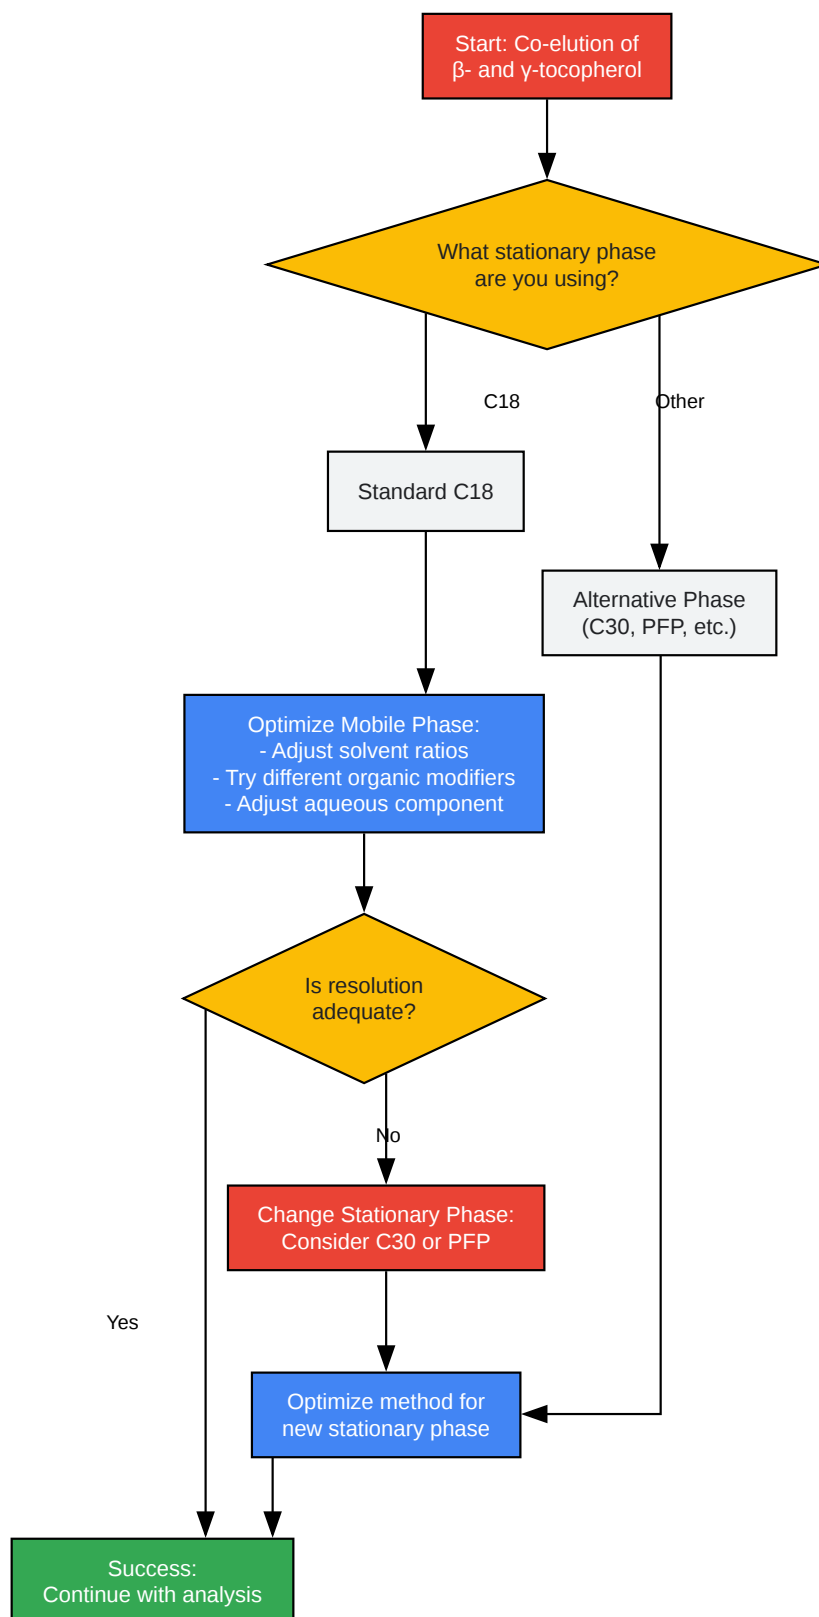 Start: Co-elution of
β- and γ-tocopherol
What stationary phase
are you using?
C18
Other
Standard C18
Alternative Phase
(C30, PFP, etc.)
Optimize Mobile Phase:
- Adjust solvent ratios
- Try different organic modifiers
- Adjust aqueous component
Is resolution
adequate?
No
Change Stationary Phase:
Consider C30 or PFP
Yes
Optimize method for
new stationary phase
Success:
Continue with analysis